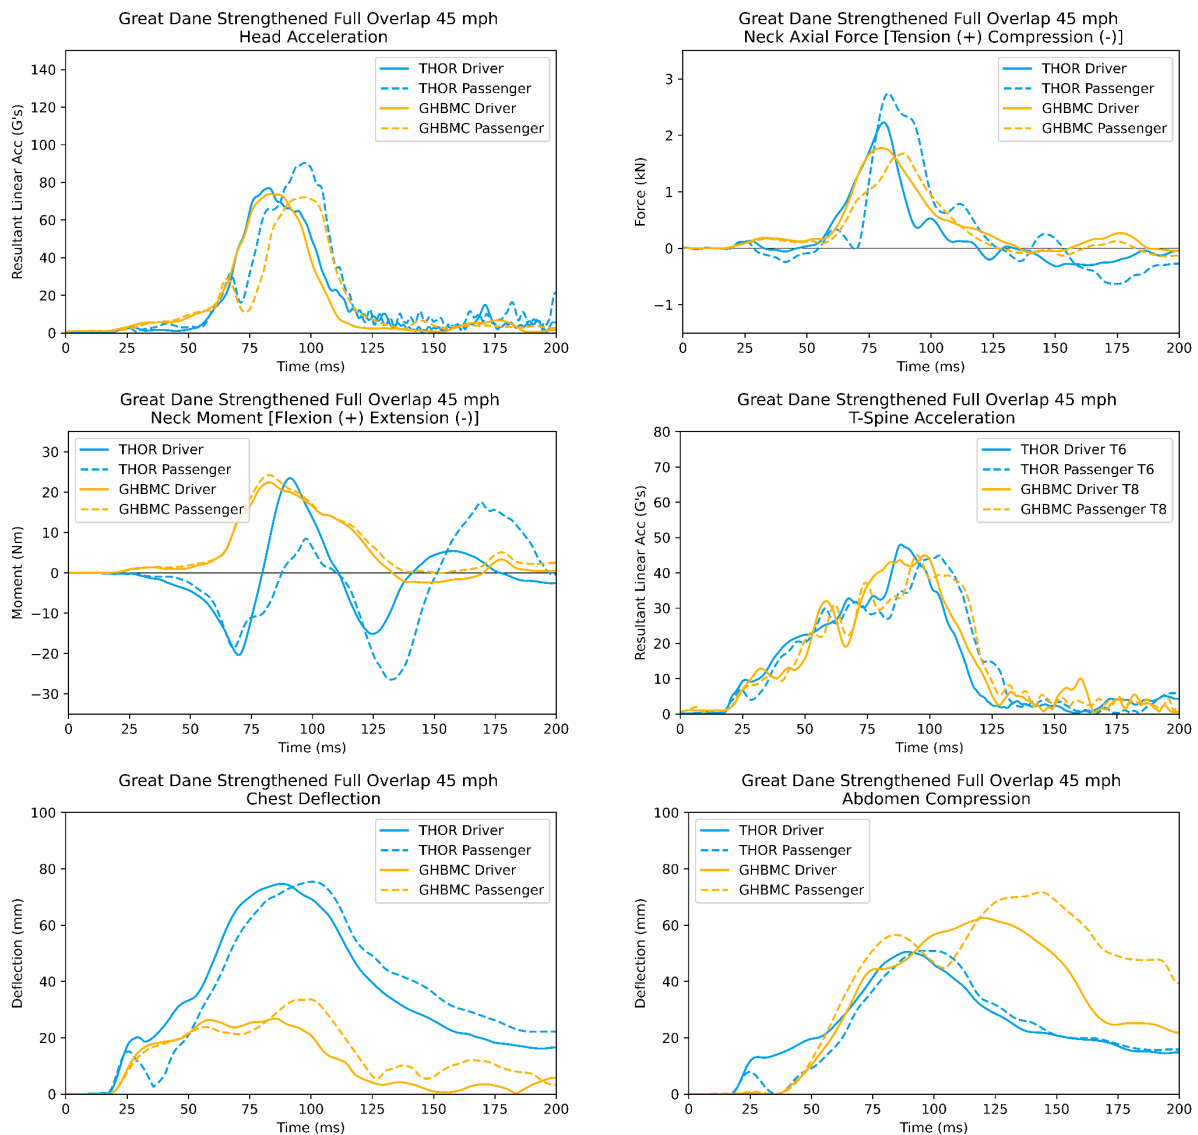 Great Dane Strengthened Full Overlap 45 mph
Head Acceleration
Resultant Linear Acc (G's)
140
120
100
80
60
40
20
0
0 25 50 75 100 125 150 175 200
Time (ms)
THOR Driver
THOR Passenger
GHBMC Driver
GHBMC Passenger
Great Dane Strengthened Full Overlap 45 mph
Neck Axial Force [Tension (+) Compression (-)]
Force (kN)
3
2
1
0
−1
0 25 50 75 100 125 150 175 200
Time (ms)
THOR Driver
THOR Passenger
GHBMC Driver
GHBMC Passenger
Great Dane Strengthened Full Overlap 45 mph
Neck Moment [Flexion (+) Extension (-)]
Moment (Nm)
30
20
10
0
−10
−20
−30
0 25 50 75 100 125 150 175 200
Time (ms)
THOR Driver
THOR Passenger
GHBMC Driver
GHBMC Passenger
Great Dane Strengthened Full Overlap 45 mph
T-Spine Acceleration
Resultant Linear Acc (G's)
80
70
60
50
40
30
20
10
0
0 25 50 75 100 125 150 175 200
Time (ms)
THOR Driver T6
THOR Passenger T6
GHBMC Driver T8
GHBMC Passenger T8
Great Dane Strengthened Full Overlap 45 mph
Chest Deflection
Deflection (mm)
100
80
60
40
20
0
0 25 50 75 100 125 150 175 200
Time (ms)
THOR Driver
THOR Passenger
GHBMC Driver
GHBMC Passenger
Great Dane Strengthened Full Overlap 45 mph
Abdomen Compression
Deflection (mm)
100
80
60
40
20
0
0 25 50 75 100 125 150 175 200
Time (ms)
THOR Driver
THOR Passenger
GHBMC Driver
GHBMC Passenger